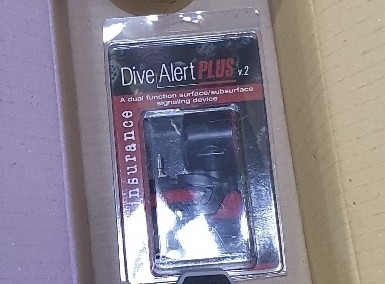 Dive Alert PLUS v.2
A dual function surface/subsurface
signaling device
insurance